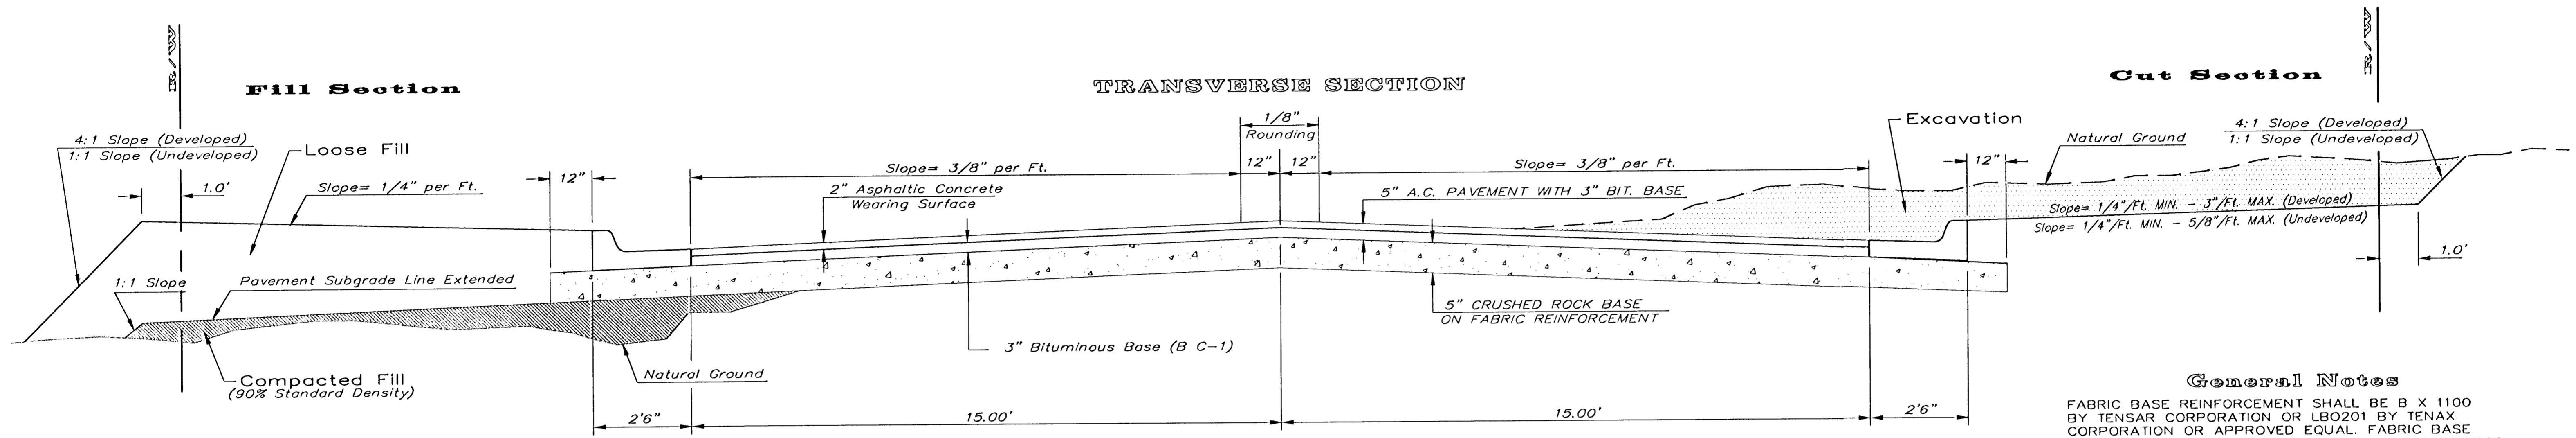 R/W
Fill Section
TRANSVERSE SECTION
Cut Section
R/W
4:1 Slope (Developed)
1:1 Slope (Undeveloped)
Loose Fill
1.0'
Slope= 1/4" per Ft.
12"
Slope= 3/8" per Ft.
2" Asphaltic Concrete
Wearing Surface
1/8"
Rounding
12"
12"
Slope= 3/8" per Ft.
5" A.C. PAVEMENT WITH 3" BIT. BASE
Excavation
Natural Ground
12"
4:1 Slope (Developed)
1:1 Slope (Undeveloped)
Slope= 1/4"/Ft. MIN. - 3"/Ft. MAX. (Developed)
Slope= 1/4"/Ft. MIN. - 5/8"/Ft. MAX. (Undeveloped)
1.0'
1:1 Slope
Pavement Subgrade Line Extended
5" CRUSHED ROCK BASE
ON FABRIC REINFORCEMENT
3" Bituminous Base (B C-1)
Natural Ground
Compacted Fill
(90% Standard Density)
2'6"
15.00'
15.00'
2'6"
General Notes
FABRIC BASE REINFORCEMENT SHALL BE B X 1100
BY TENSAR CORPORATION OR LBO201 BY TENAX
CORPORATION OR APPROVED EQUAL. FABRIC BASE